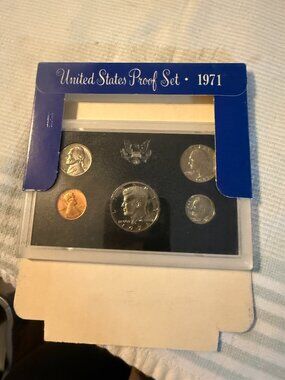 United States Proof Set · 1971